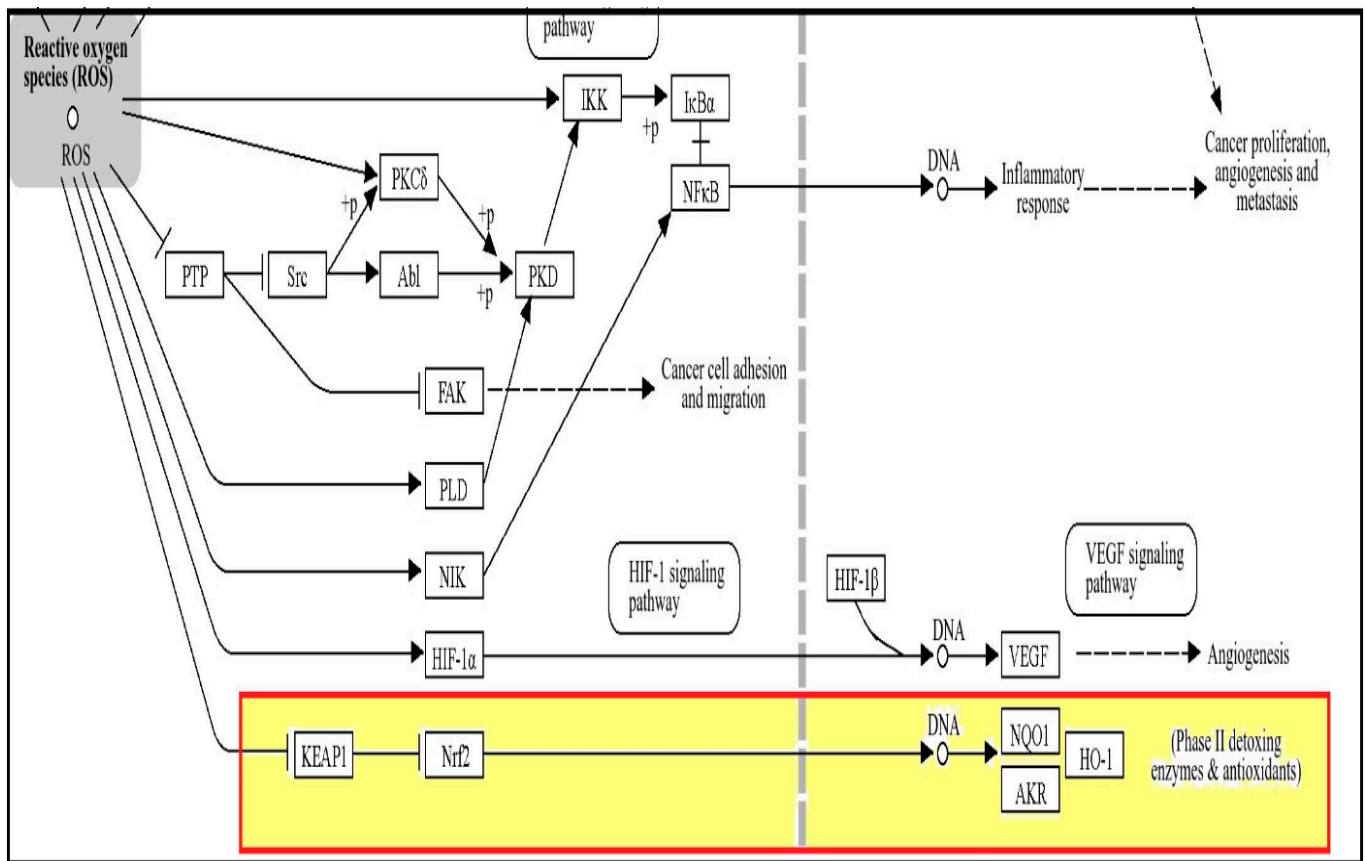 Reactive oxygen
species (ROS)
ROS
pathway
IKK
+p
IκBα
PKCδ
+p
+p
NFκB
DNA
Inflammatory
response
Cancer proliferation,
angiogenesis and
metastasis
PTP
Src
Abl
+p
PKD
FAK
Cancer cell adhesion
and migration
PLD
NIK
HIF-1 signaling
pathway
HIF-1β
VEGF signaling
pathway
HIF-1α
DNA
VEGF
Angiogenesis
KEAP1
Nrf2
DNA
NQO1
HO-1
AKR
(Phase II detoxing
enzymes & antioxidants)